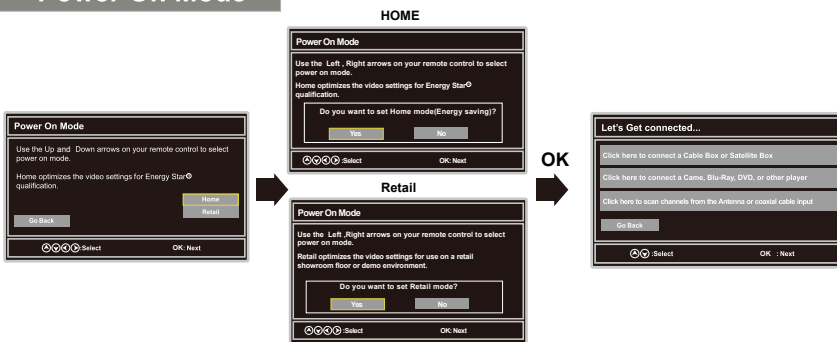 Power On Mode
Power On Mode
Use the Up and Down arrows on your remote control to select
power on mode.
Home optimizes the video settings for Energy Star
qualification.
Home
Retail
Go Back
:Select
OK: Next
HOME
Power On Mode
Use the Left , Right arrows on your remote control to select
power on mode.
Home optimizes the video settings for Energy Star
qualification.
Do you want to set Home mode(Energy saving)?
Yes
No
:Select
OK: Next
Retail
Power On Mode
Use the Left ,Right arrows on your remote control to select
power on mode.
Retail optimizes the video settings for use on a retail
showroom floor or demo environment.
Do you want to set Retail mode?
Yes
No
:Select
OK: Next
OK
Let's Get connected...
Click here to connect a Cable Box or Satellite Box
Click here to connect a Came, Blu-Ray, DVD, or other player
Click here to scan channels from the Antenna or coaxial cable input
Go Back
:Select
OK : Next